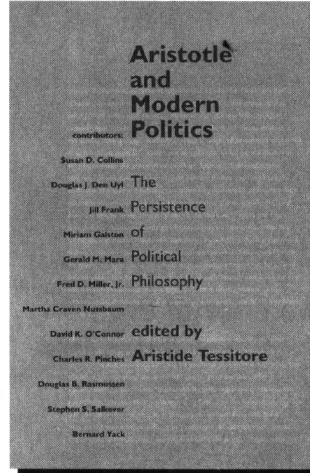 Aristotle
and
Modern
contributors: Politics
Susan D. Collins
Douglas J. Den Uyl The
Jill Frank Persistence
Miriam Galston of
Gerald M. Mara Political
Fred D. Miller, Jr. Philosophy
Martha Craven Nussbaum
David K. O'Connor edited by
Charles R. Pinches Aristide Tessitore
Douglas B. Rasmussen
Stephen S. Salkever
Bernard Yack